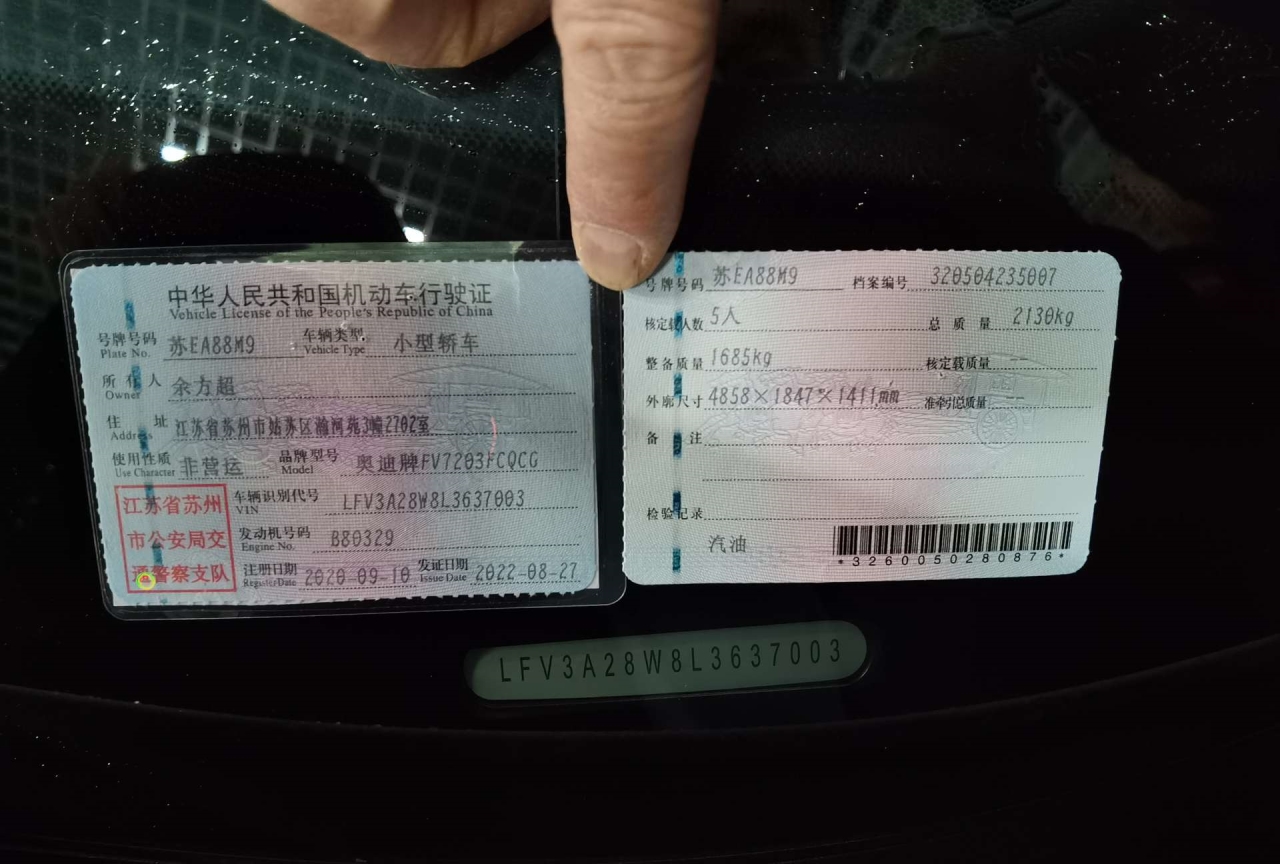 中华人民共和国机动车行驶证
Vehicle License of the People's Republic of China
号牌号码 Plate No. 苏EA88M9 车辆类型 Vehicle Type 小型轿车
所有人 Owner 余方超
住址 Address 江苏省苏州市姑苏区瀚河苑3幢2702室
使用性质 Use Character 非营运 品牌型号 Model 奥迪牌FV7203FCQCG
车辆识别代号 VIN LFV3A28W8L3637003
发动机号码 Engine No. B80329
注册日期 Register Date 2020-09-10 发证日期 Issue Date 2022-08-27
江苏省苏州
市公安局交
通警察支队
号牌号码 苏EA88M9 档案编号 320504235007
核定载人数 5人 总质量 2130kg
整备质量 1685kg 核定载质量 --
外廓尺寸 4858×1847×1411mm 准牵引总质量 --
备注
检验记录
汽油
*3260050280876*
LFV3A28W8L3637003